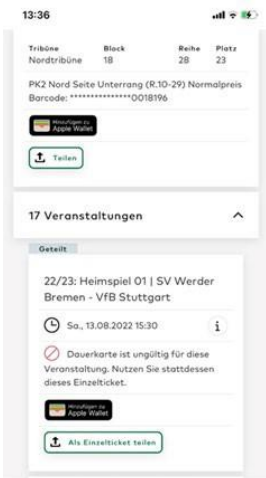 13:36
Tribüne Block Reihe Platz
Nordtribüne 18 28 23
PK2 Nord Seite Unterrang (R.10-29) Normalpreis
Barcode: ***************0018196
Hinzufügen zu
Apple Wallet
Teilen
17 Veranstaltungen
Geteilt
22/23: Heimspiel 01 | SV Werder
Bremen - VfB Stuttgart
Sa., 13.08.2022 15:30 i
Dauerkarte ist ungültig für diese
Veranstaltung. Nutzen Sie stattdessen
dieses Einzelticket.
Hinzufügen zu
Apple Wallet
Als Einzelticket teilen